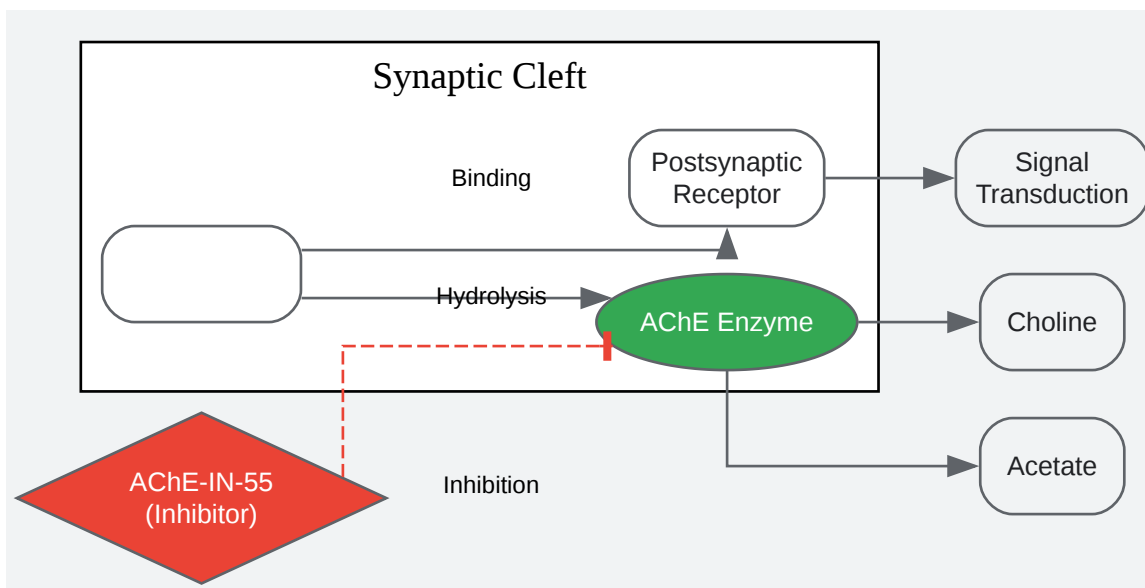 Synaptic Cleft
Binding
Postsynaptic
Receptor
Signal
Transduction
Hydrolysis
AChE Enzyme
Choline
AChE-IN-55
(Inhibitor)
Inhibition
Acetate